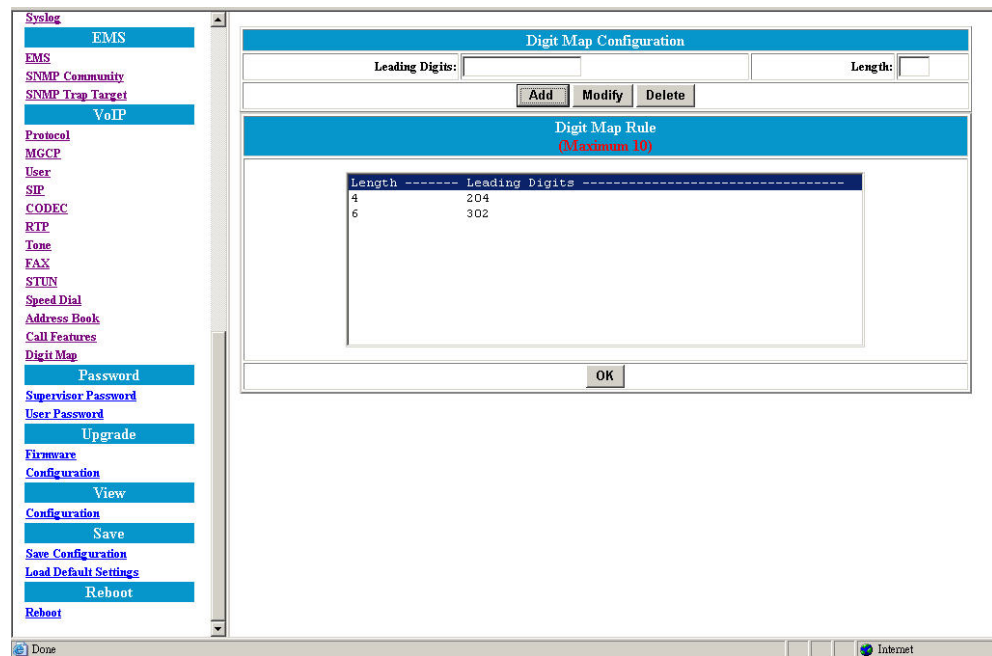 Syslog
EMS
EMS
SNMP Community
SNMP Trap Target
VoIP
Protocol
MGCP
User
SIP
CODEC
RTP
Tone
FAX
STUN
Speed Dial
Address Book
Call Features
Digit Map
Password
Supervisor Password
User Password
Upgrade
Firmware
Configuration
View
Configuration
Save
Save Configuration
Load Default Settings
Reboot
Reboot
Digit Map Configuration
Leading Digits: Length:
Add Modify Delete
Digit Map Rule
(Maximum 10)
Length ------- Leading Digits ----------------------------------
4 204
6 302
OK
Done Internet